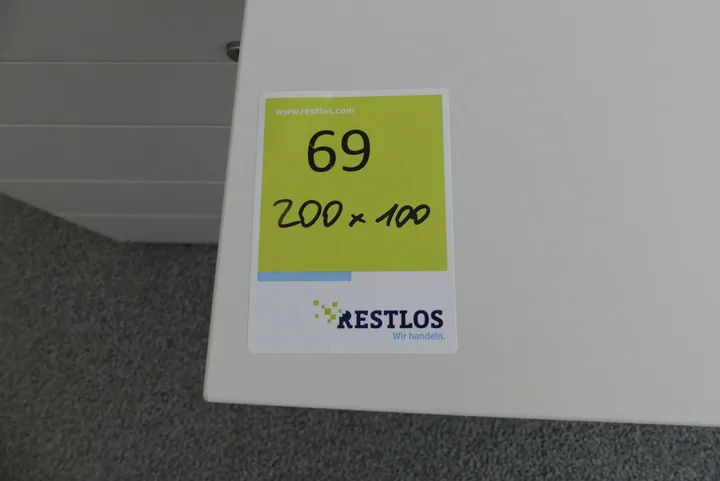 www.restlos.com
69
200 x 100
RESTLOS
Wir handeln.